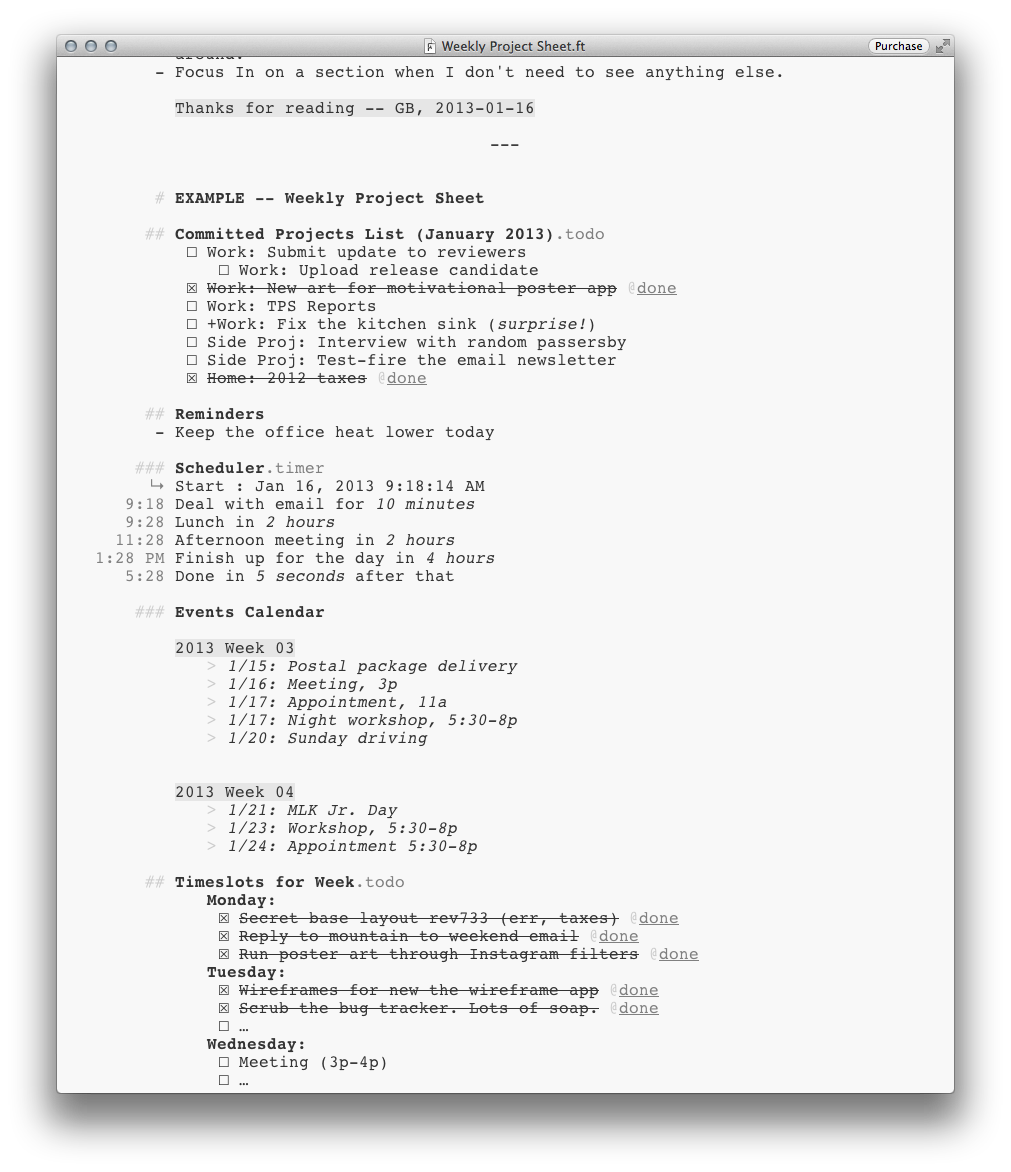 Weekly Project Sheet.ft
Purchase
around.
- Focus In on a section when I don't need to see anything else.
Thanks for reading -- GB, 2013-01-16
---
# EXAMPLE -- Weekly Project Sheet
## Committed Projects List (January 2013).todo
☐ Work: Submit update to reviewers
☐ Work: Upload release candidate
☒ Work: New art for motivational poster app @done
☐ Work: TPS Reports
☐ +Work: Fix the kitchen sink (surprise!)
☐ Side Proj: Interview with random passersby
☐ Side Proj: Test-fire the email newsletter
☒ Home: 2012 taxes @done
## Reminders
- Keep the office heat lower today
### Scheduler.timer
↳ Start : Jan 16, 2013 9:18:14 AM
9:18 Deal with email for 10 minutes
9:28 Lunch in 2 hours
11:28 Afternoon meeting in 2 hours
1:28 PM Finish up for the day in 4 hours
5:28 Done in 5 seconds after that
### Events Calendar
2013 Week 03
> 1/15: Postal package delivery
> 1/16: Meeting, 3p
> 1/17: Appointment, 11a
> 1/17: Night workshop, 5:30-8p
> 1/20: Sunday driving
2013 Week 04
> 1/21: MLK Jr. Day
> 1/23: Workshop, 5:30-8p
> 1/24: Appointment 5:30-8p
## Timeslots for Week.todo
Monday:
☒ Secret base layout rev733 (err, taxes) @done
☒ Reply to mountain to weekend email @done
☒ Run poster art through Instagram filters @done
Tuesday:
☒ Wireframes for new the wireframe app @done
☒ Scrub the bug tracker. Lots of soap. @done
☐ …
Wednesday:
☐ Meeting (3p-4p)
☐ …